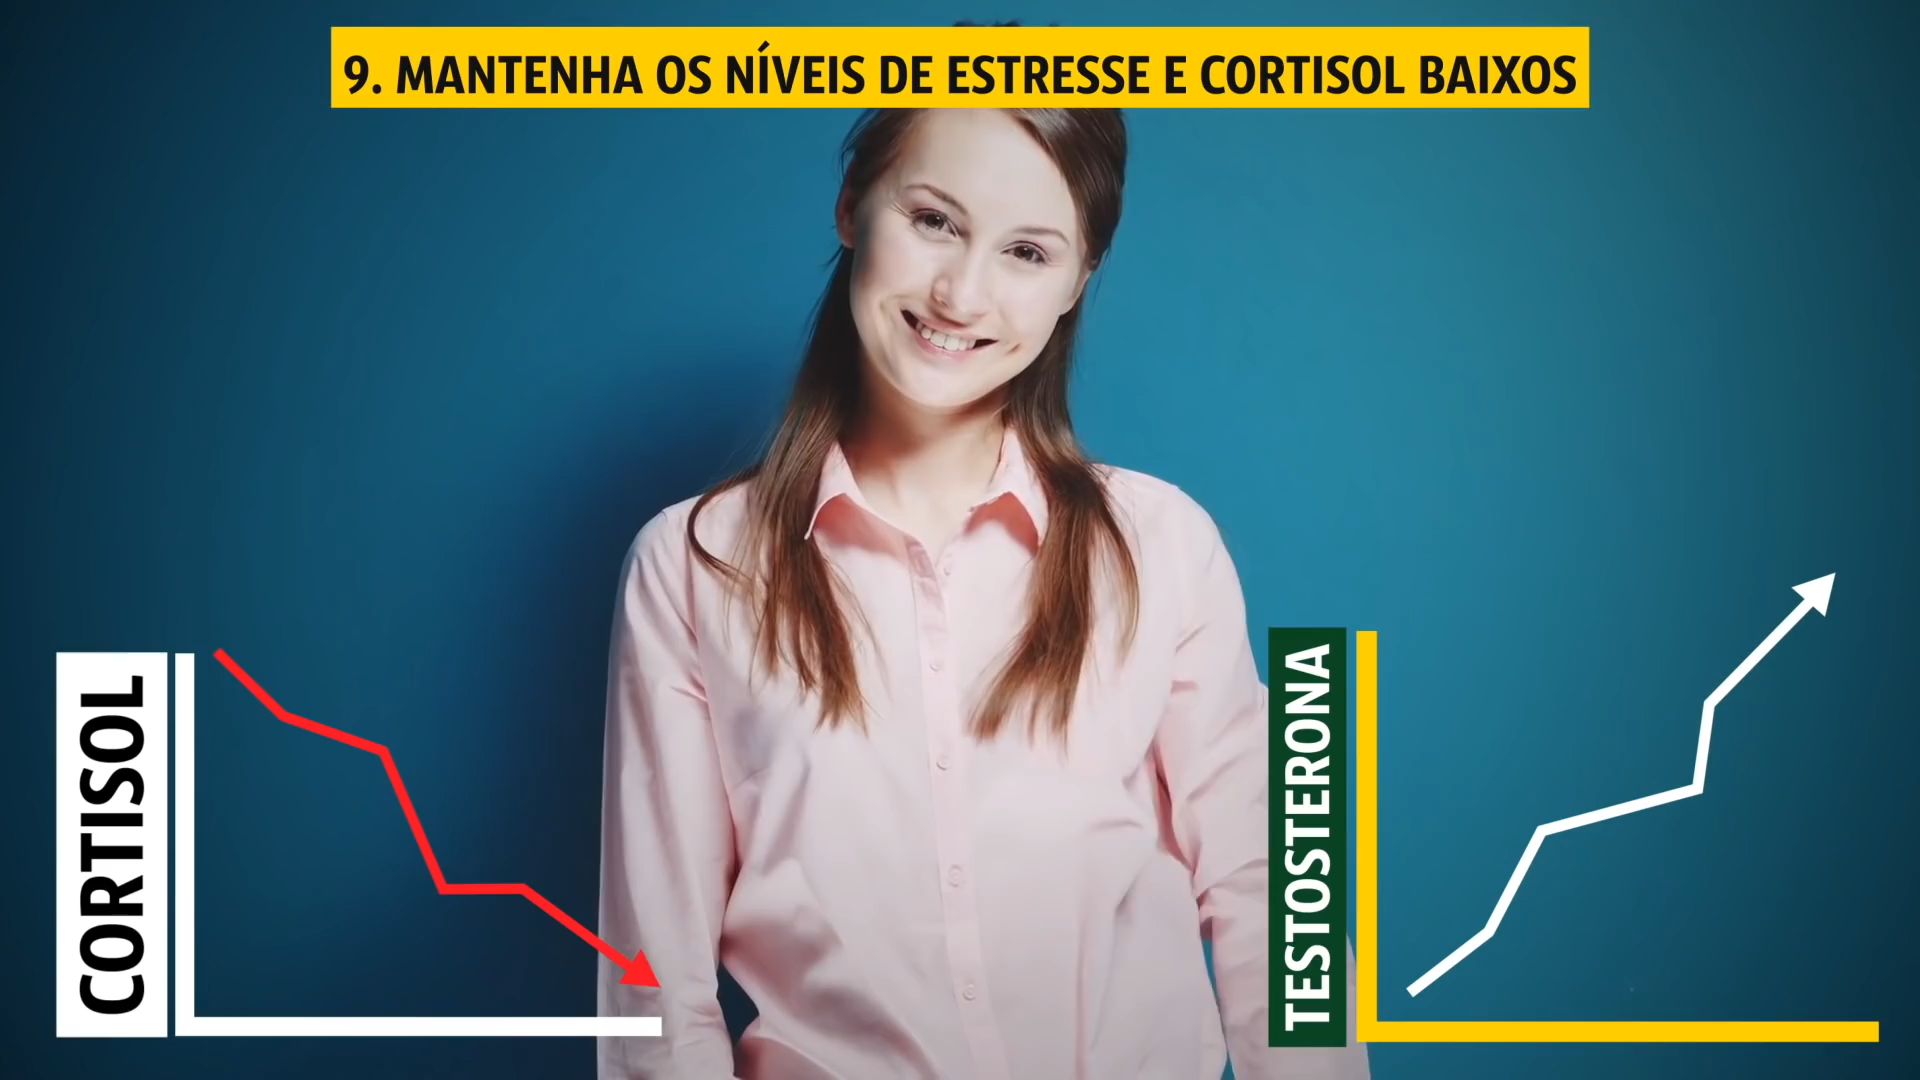 9. MANTENHA OS NÍVEIS DE ESTRESSE E CORTISOL BAIXOS
CORTISOL
TESTOSTERONA